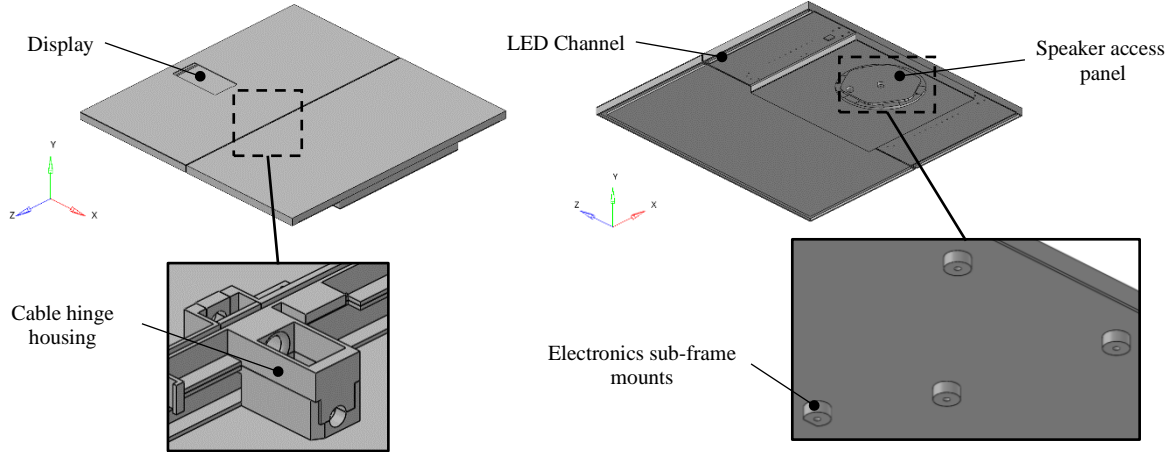 Display
LED Channel
Speaker access
panel
Y
Z
X
Y
Z
X
Cable hinge
housing
Electronics sub-frame
mounts